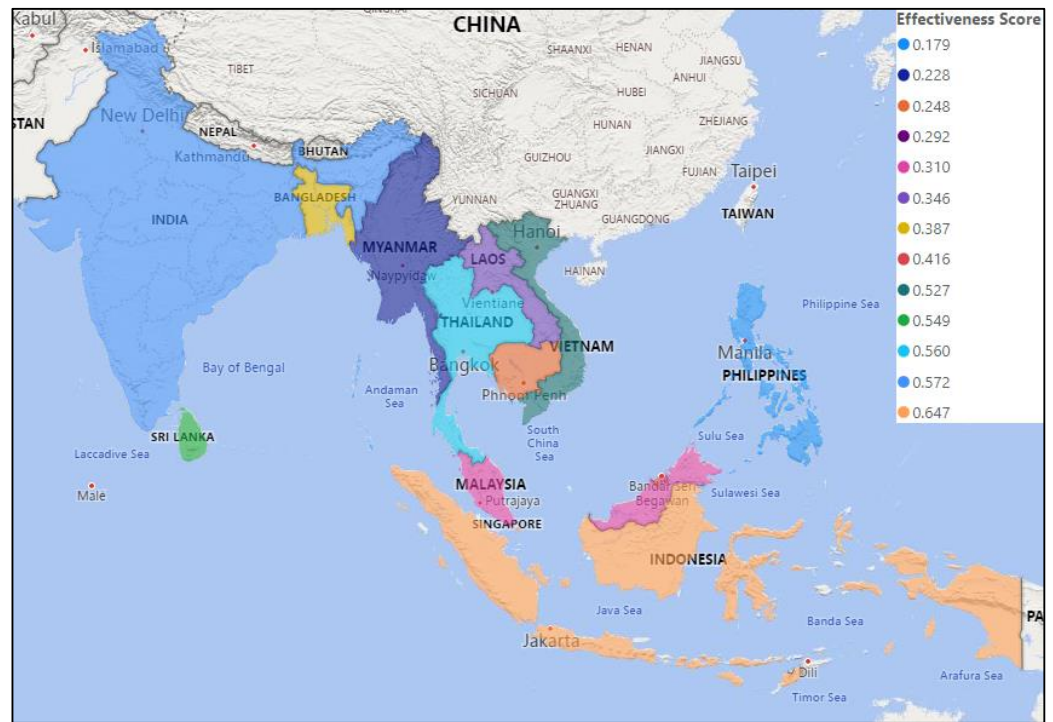 Kabul
CHINA
Effectiveness Score
0.179
0.228
0.248
0.292
0.310
0.346
0.387
0.416
0.527
0.549
0.560
0.572
0.647
Islamabad
SHAANXI
HENAN
JIANGSU
TIBET
ANHUI
SICHUAN
HUBEI
ZHEJIANG
STAN
New Delhi
HUNAN
JIANGXI
NEPAL
BHUTAN
Kathmandu
GUIZHOU
FUJIAN
Taipei
YUNNAN
GUANGXI
ZHUANG
GUANGDONG
TAIWAN
BANGLADESH
INDIA
Hanoi
MYANMAR
LAOS
HAINAN
Naypyidaw
Vientiane
Philippine Sea
THAILAND
VIETNAM
Manila
Bay of Bengal
Bangkok
PHILIPPINES
Andaman
Sea
Phnom Penh
SRI LANKA
South
China
Sea
Sulu Sea
Laccadive Sea
MALAYSIA
Bandar Seri
Begawan
Sulawesi Sea
Male
Putrajaya
SINGAPORE
INDONESIA
Java Sea
Banda Sea
PA
Jakarta
Dili
Arafura Sea
Timor Sea